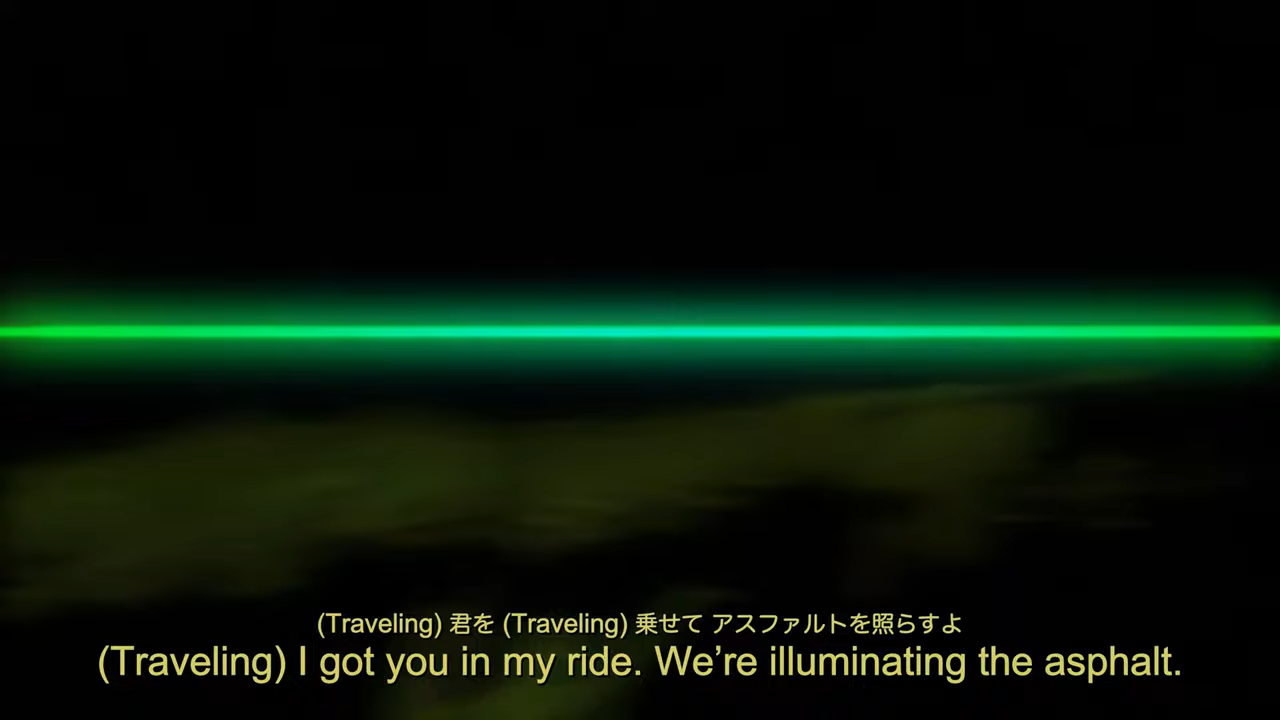 (Traveling) 君を (Traveling) 乗せて アスファルトを照らすよ
(Traveling) I got you in my ride. We’re illuminating the asphalt.